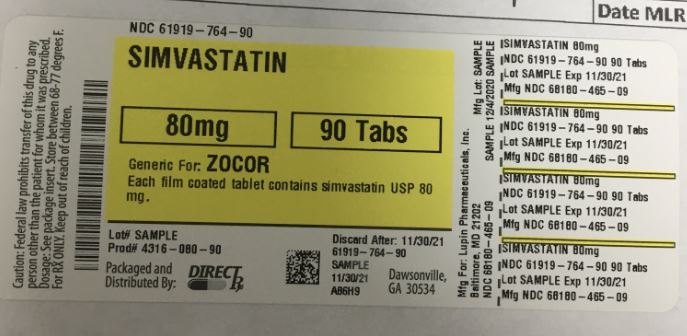 Date MLR
NDC 61919-764-90
SIMVASTATIN
80mg
90 Tabs
Generic For: ZOCOR
Each film coated tablet contains simvastatin USP 80
mg.
Lot# SAMPLE
Prod# 4316-080-90
Packaged and
Distributed By:
DIRECT Rx
Discard After: 11/30/21
61919-764-90
SAMPLE
11/30/21
A86H9
Dawsonville,
GA 30534
Caution: Federal law prohibits transfer of this drug to any
person other than the patient for whom it was prescribed.
Dosage: See package insert. Store between 68-77 degrees F.
For RX ONLY. Keep out of reach of children.
Mfg For: Lupin Pharmaceuticals, Inc.
Baltimore, MD 21202
NDC 68180-465-09
Mfg Lot: SAMPLE
SAMPLE 12/4/2020 SAMPLE
SIMVASTATIN 80mg
NDC 61919-764-90 90 Tabs
Lot SAMPLE Exp 11/30/21
Mfg NDC 68180-465-09
SIMVASTATIN 80mg
NDC 61919-764-90 90 Tabs
Lot SAMPLE Exp 11/30/21
Mfg NDC 68180-465-09
SIMVASTATIN 80mg
NDC 61919-764-90 90 Tabs
Lot SAMPLE Exp 11/30/21
Mfg NDC 68180-465-09
SIMVASTATIN 80mg
NDC 61919-764-90 90 Tabs
Lot SAMPLE Exp 11/30/21
Mfg NDC 68180-465-09